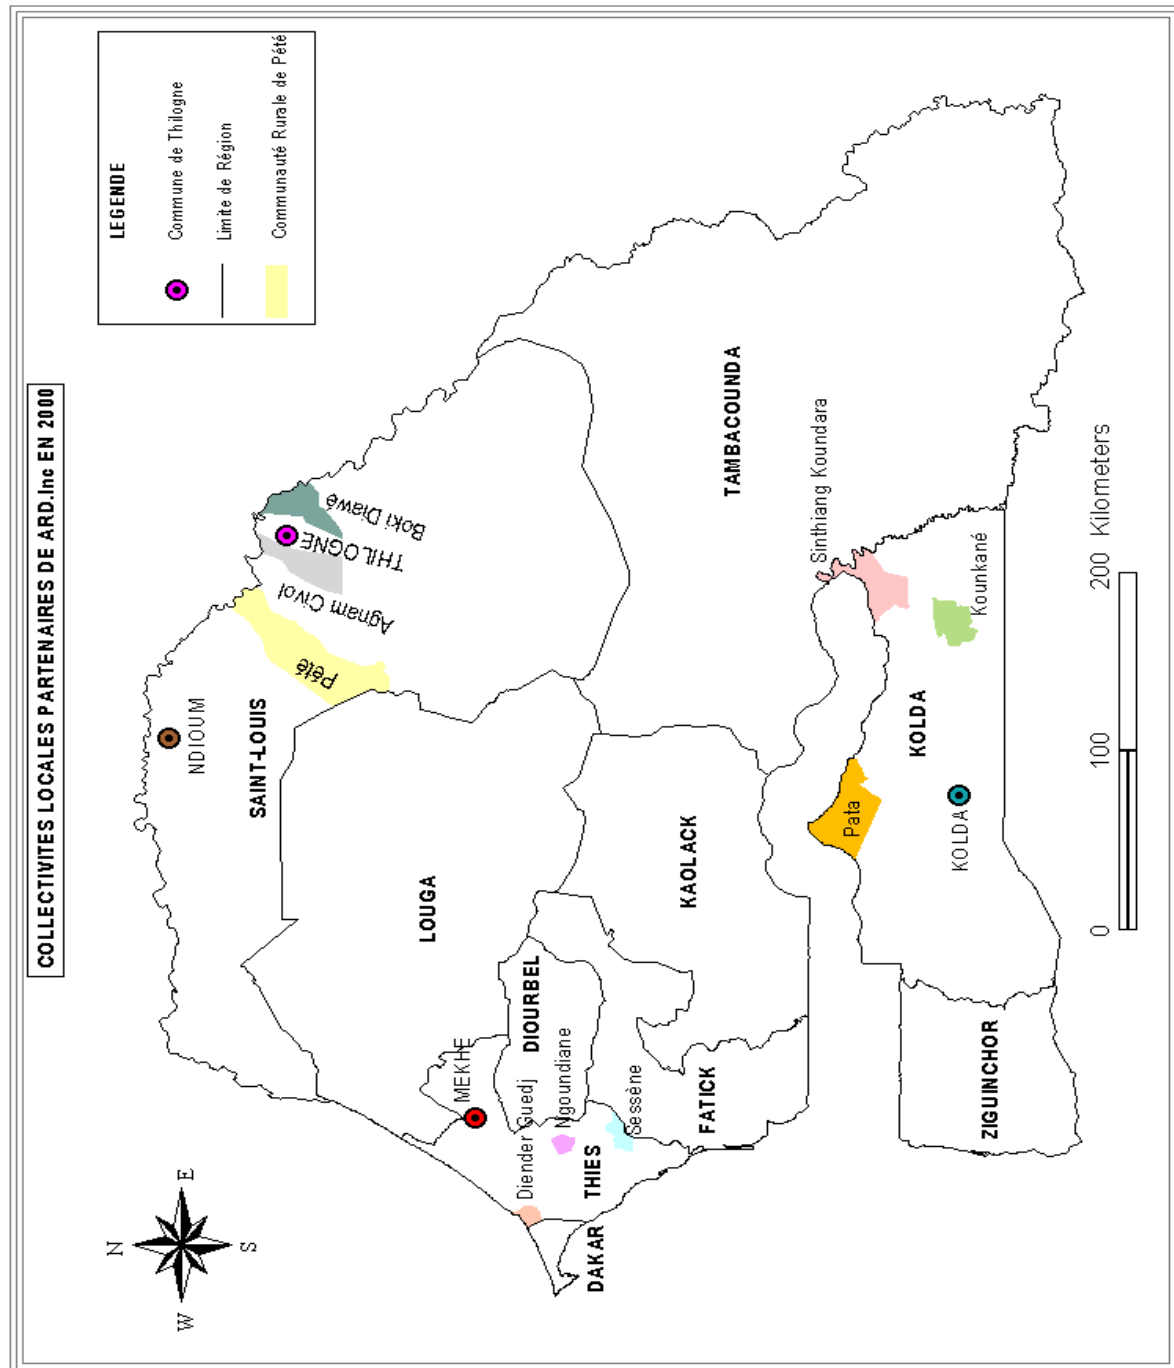 COLLECTIVITES LOCALES PARTENAIRES DE ARD.Inc EN 2000
N
W
E
S
LEGENDE
Commune de Thilogne
Limite de Région
Communauté Rurale de Pété
NDIOUM
SAINT-LOUIS
Pété
Agnam Civol
THILOGNE
Boki Diawé
LOUGA
MEKHE
DIOURBEL
Diender Guedj
Ngoundiane
THIES
DAKAR
Sessène
FATICK
KAOLACK
TAMBACOUNDA
Sinthiang Koundara
Pata
KOLDA
Kounkané
KOLDA
ZIGUINCHOR
0 100 200 Kilometers